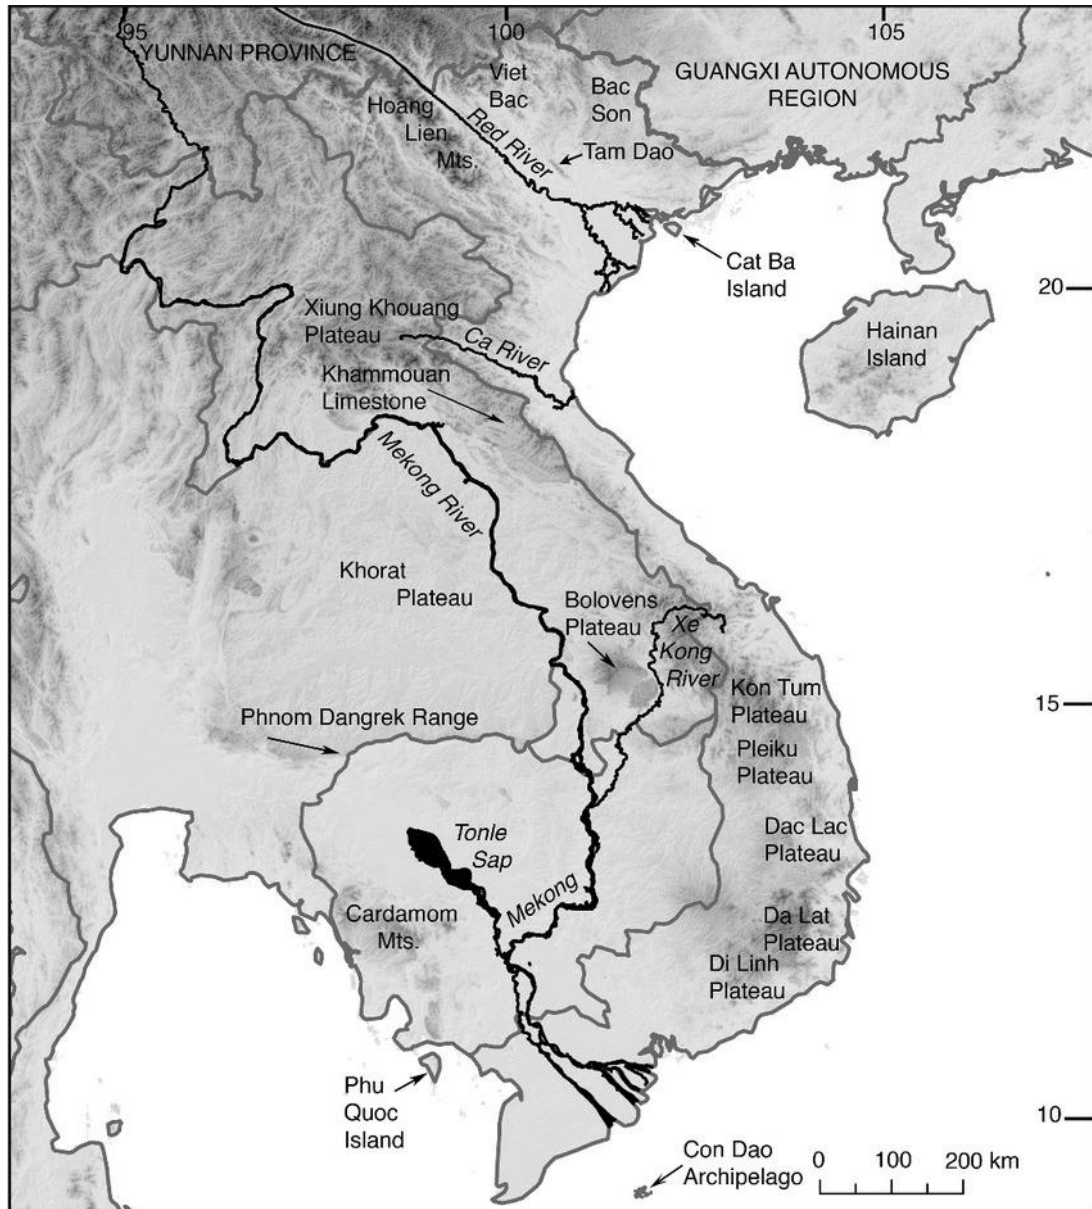 95
100
105
YUNNAN PROVINCE
Viet
Bac
Bac
Son
GUANGXI AUTONOMOUS
REGION
Hoang
Lien
Mts.
Red River
Tam Dao
Cat Ba
Island
20
Hainan
Island
Xiung Khouang
Plateau
Ca River
Khammouan
Limestone
Mekong River
Khorat
Plateau
Bolovens
Plateau
Xe
Kong
River
Kon Tum
Plateau
15
Phnom Dangrek Range
Pleiku
Plateau
Tonle
Sap
Dac Lac
Plateau
Mekong
Cardamom
Mts.
Da Lat
Plateau
Di Linh
Plateau
Phu
Quoc
Island
10
Con Dao
Archipelago
0 100 200 km